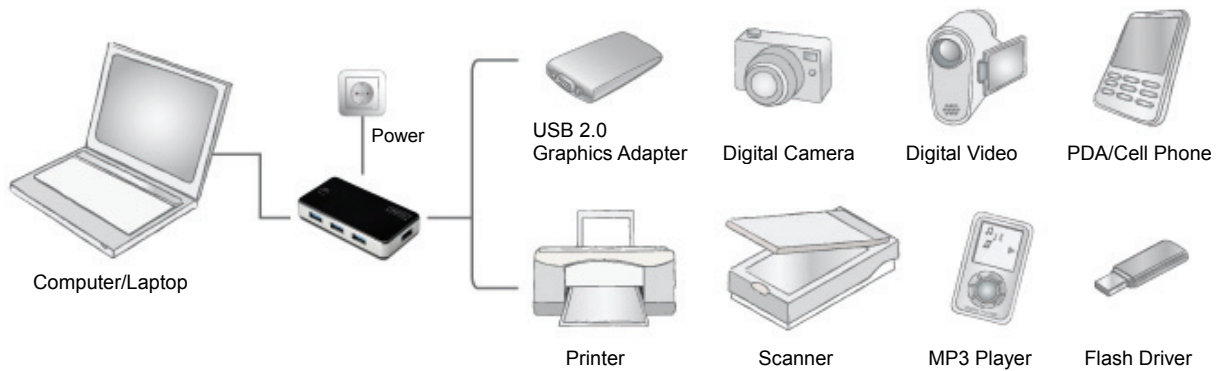 Power
USB 2.0
Graphics Adapter
Digital Camera
Digital Video
PDA/Cell Phone
Computer/Laptop
Printer
Scanner
MP3 Player
Flash Driver